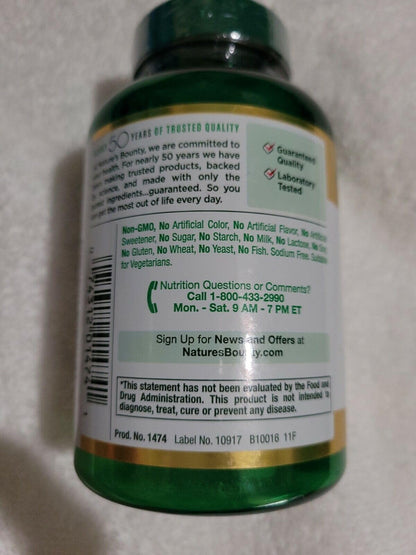 50 YEARS OF TRUSTED QUALITY
Nature's Bounty, we are committed to
health. For nearly 50 years we have
making trusted products, backed
science, and made with only the
ingredients...guaranteed. So you
get the most out of life every day.
Guaranteed
Quality
Laboratory
Tested
Non-GMO, No Artificial Color, No Artificial Flavor, No Artificial
Sweetener, No Sugar, No Starch, No Milk, No Lactose, No
No Gluten, No Wheat, No Yeast, No Fish. Sodium Free. Suitable
for Vegetarians.
Nutrition Questions or Comments?
Call 1-800-433-2990
Mon. - Sat. 9 AM - 7 PM ET
Sign Up for News and Offers at
NaturesBounty.com
*This statement has not been evaluated by the Food and
Drug Administration. This product is not intended to
diagnose, treat, cure or prevent any disease.
Prod. No. 1474 Label No. 10917 B10016 11F